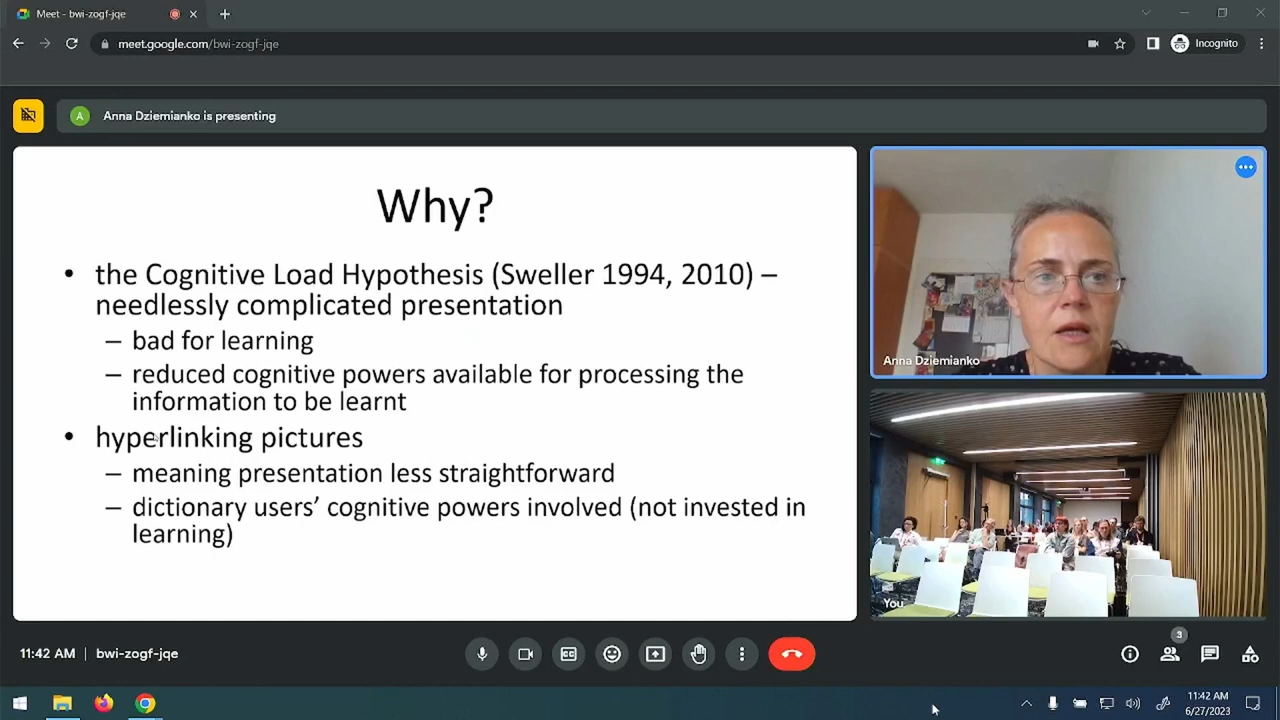 Meet - bwi-zogf-jqe
meet.google.com/bwi-zogf-jqe
Incognito
A
Anna Dziemianko is presenting
Why?
• the Cognitive Load Hypothesis (Sweller 1994, 2010) –
needlessly complicated presentation
– bad for learning
– reduced cognitive powers available for processing the
information to be learnt
• hyperlinking pictures
– meaning presentation less straightforward
– dictionary users’ cognitive powers involved (not invested in
learning)
Anna Dziemianko
You
11:42 AM | bwi-zogf-jqe
3
11:42 AM
6/27/2023